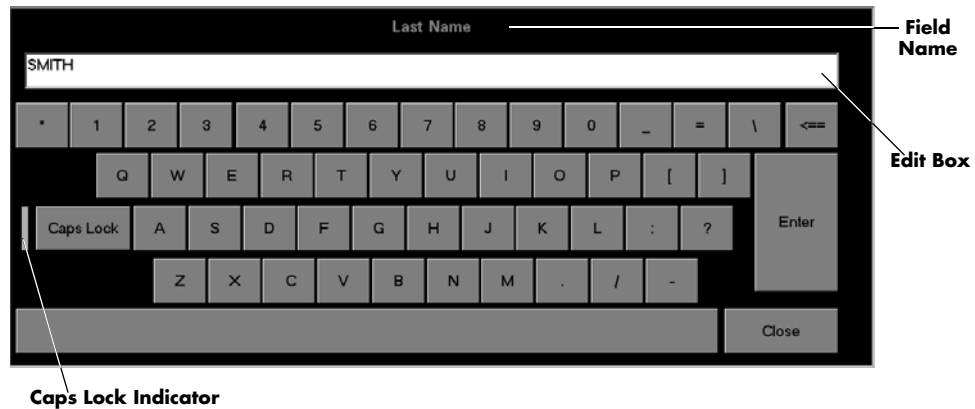 Last Name
Field
Name
SMITH
Edit Box
* 1 2 3 4 5 6 7 8 9 0 _ = \ <==
Q W E R T Y U I O P [ ]
Caps Lock A S D F G H J K L : ? Enter
Z X C V B N M . / -
Close
Caps Lock Indicator